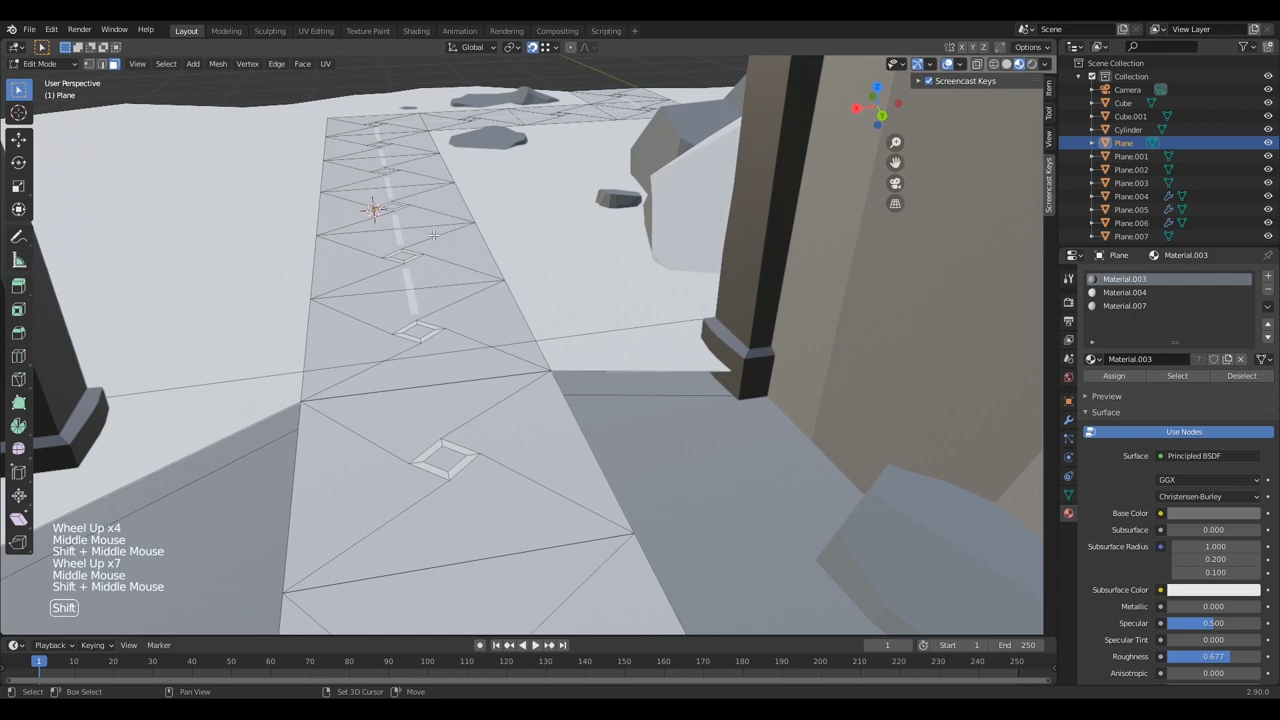 File Edit Render Window Help
Layout Modeling Sculpting UV Editing Texture Paint Shading Animation Rendering Compositing Scripting +
Scene
View Layer
Global
X Y Z
Options
Edit Mode
View Select Add Mesh Vertex Edge Face UV
User Perspective
(1) Plane
Screencast Keys
Item
Tool
View
Screencast Keys
Scene Collection
Collection
Camera
Cube
Cube.001
Cylinder
Plane
Plane.001
Plane.002
Plane.003
Plane.004
Plane.005
Plane.006
Plane.007
Plane
Material.003
Material.003
Material.004
Material.007
Material.003
7
Assign
Select
Deselect
Preview
Surface
Use Nodes
Surface
Principled BSDF
GGX
Christensen-Burley
Base Color
Subsurface
0.000
Subsurface Radius
1.000
0.200
0.100
Subsurface Color
Metallic
0.000
Specular
0.500
Specular Tint
0.000
Roughness
0.677
Anisotropic
0.000
Wheel Up x4
Middle Mouse
Shift + Middle Mouse
Wheel Up x7
Middle Mouse
Shift + Middle Mouse
Shift
Playback Keying View Marker
1
Start 1
End 250
1 10 20 30 40 50 60 70 80 90 100 110 120 130 140 150 160 170 180 190 200 210 220 230 240 250
Select
Box Select
Pan View
Set 3D Cursor
Move
2.90.0